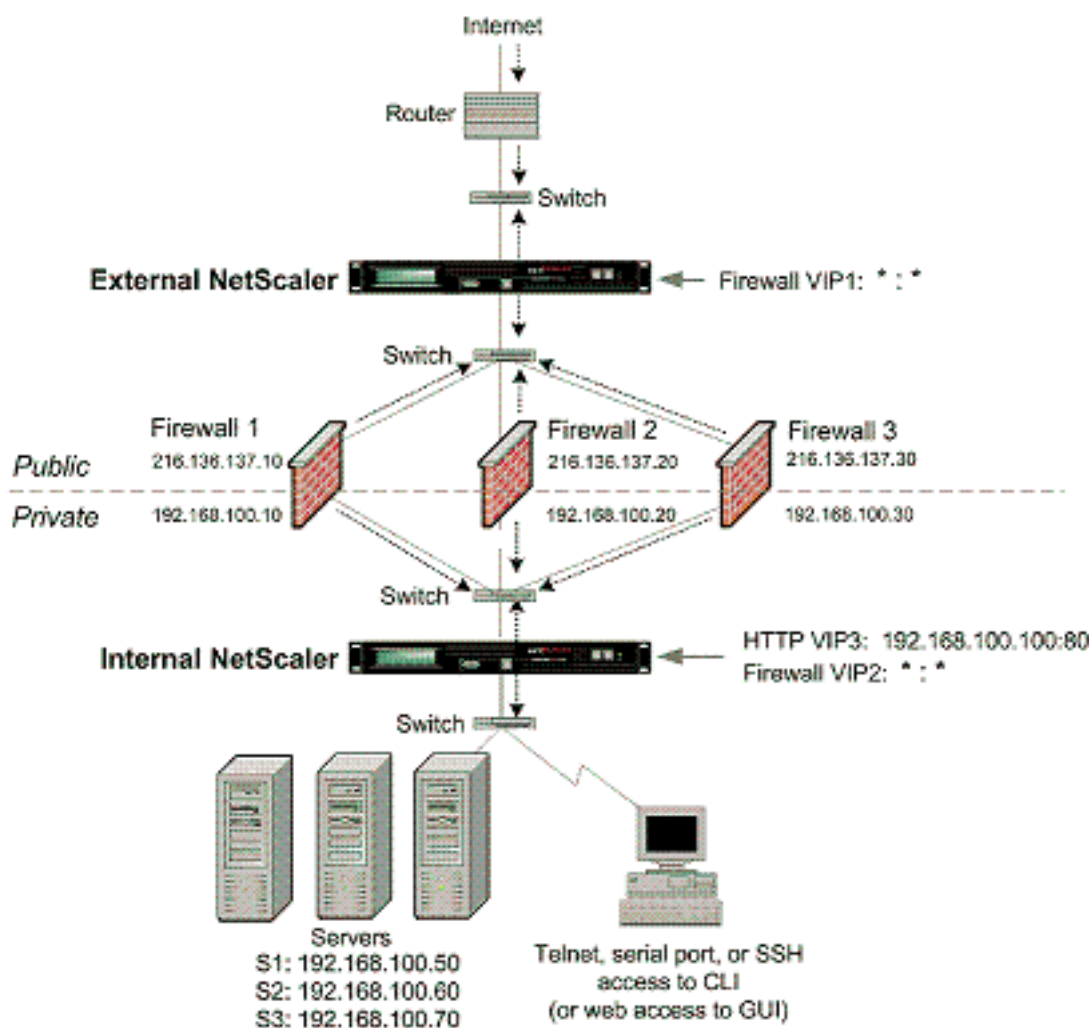 Internet
Router
Switch
External NetScaler
Firewall VIP1: * : *
Switch
Firewall 1
Firewall 2
Firewall 3
Public
216.136.137.10
216.136.137.20
216.136.137.30
Private
192.168.100.10
192.168.100.20
192.168.100.30
Switch
Internal NetScaler
HTTP VIP3: 192.168.100.100:80
Firewall VIP2: * : *
Switch
Servers
S1: 192.168.100.50
S2: 192.168.100.60
S3: 192.168.100.70
Telnet, serial port, or SSH
access to CLI
(or web access to GUI)